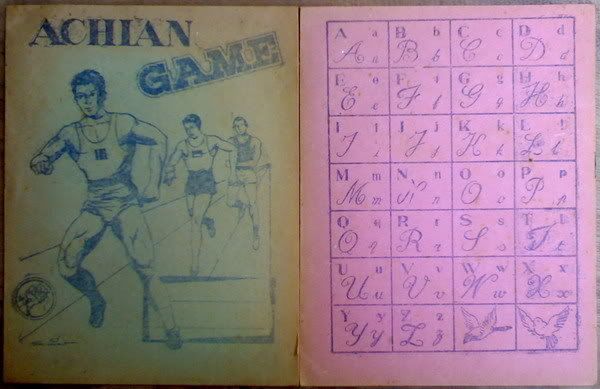 ACHIAN
GAME
A a B b C c D d
A a B b C c D d
E e F f G g H h
E e F f G g H h
I i J j K k L l
I i J j K k L l
M m N n O o P p
M m N n O o P p
Q q R r S s T t
Q q R r S s T t
U u V v W w X x
U u V v W w X x
Y y Z z
Y y Z z